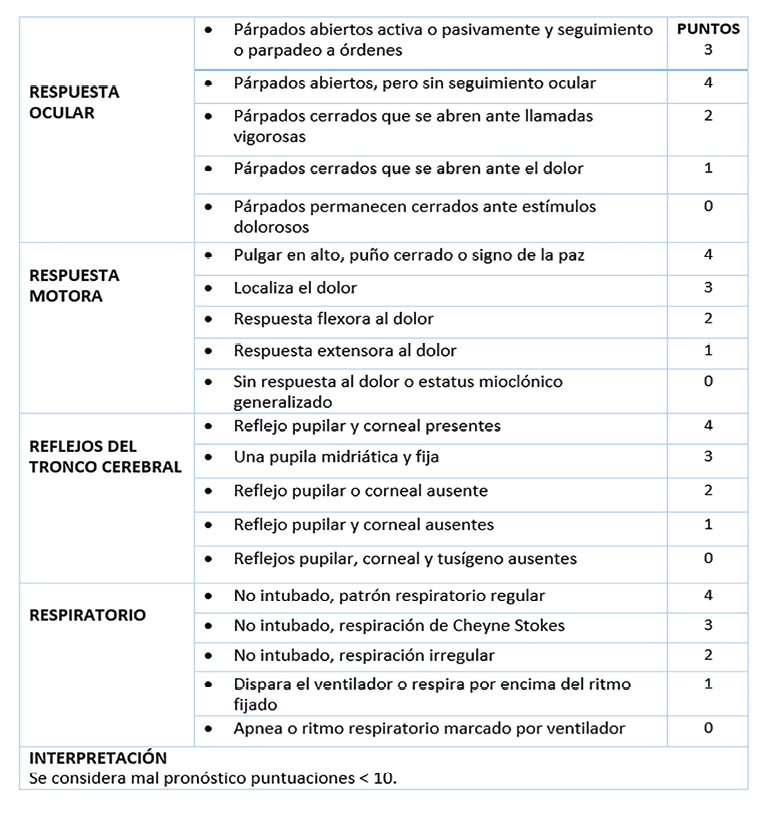 • Párpados abiertos activa o pasivamente y seguimiento PUNTOS
o parpadeo a órdenes 3
RESPUESTA
OCULAR
• Párpados abiertos, pero sin seguimiento ocular 4
• Párpados cerrados que se abren ante llamadas 2
vigorosas
• Párpados cerrados que se abren ante el dolor 1
• Párpados permanecen cerrados ante estímulos 0
dolorosos
RESPUESTA
MOTORA
• Pulgar en alto, puño cerrado o signo de la paz 4
• Localiza el dolor 3
• Respuesta flexora al dolor 2
• Respuesta extensora al dolor 1
• Sin respuesta al dolor o estatus mioclónico 0
generalizado
REFLEJOS DEL
TRONCO CEREBRAL
• Reflejo pupilar y corneal presentes 4
• Una pupila midriática y fija 3
• Reflejo pupilar o corneal ausente 2
• Reflejo pupilar y corneal ausentes 1
• Reflejos pupilar, corneal y tusígeno ausentes 0
RESPIRATORIO
• No intubado, patrón respiratorio regular 4
• No intubado, respiración de Cheyne Stokes 3
• No intubado, respiración irregular 2
• Dispara el ventilador o respira por encima del ritmo 1
fijado
• Apnea o ritmo respiratorio marcado por ventilador 0
INTERPRETACIÓN
Se considera mal pronóstico puntuaciones < 10.